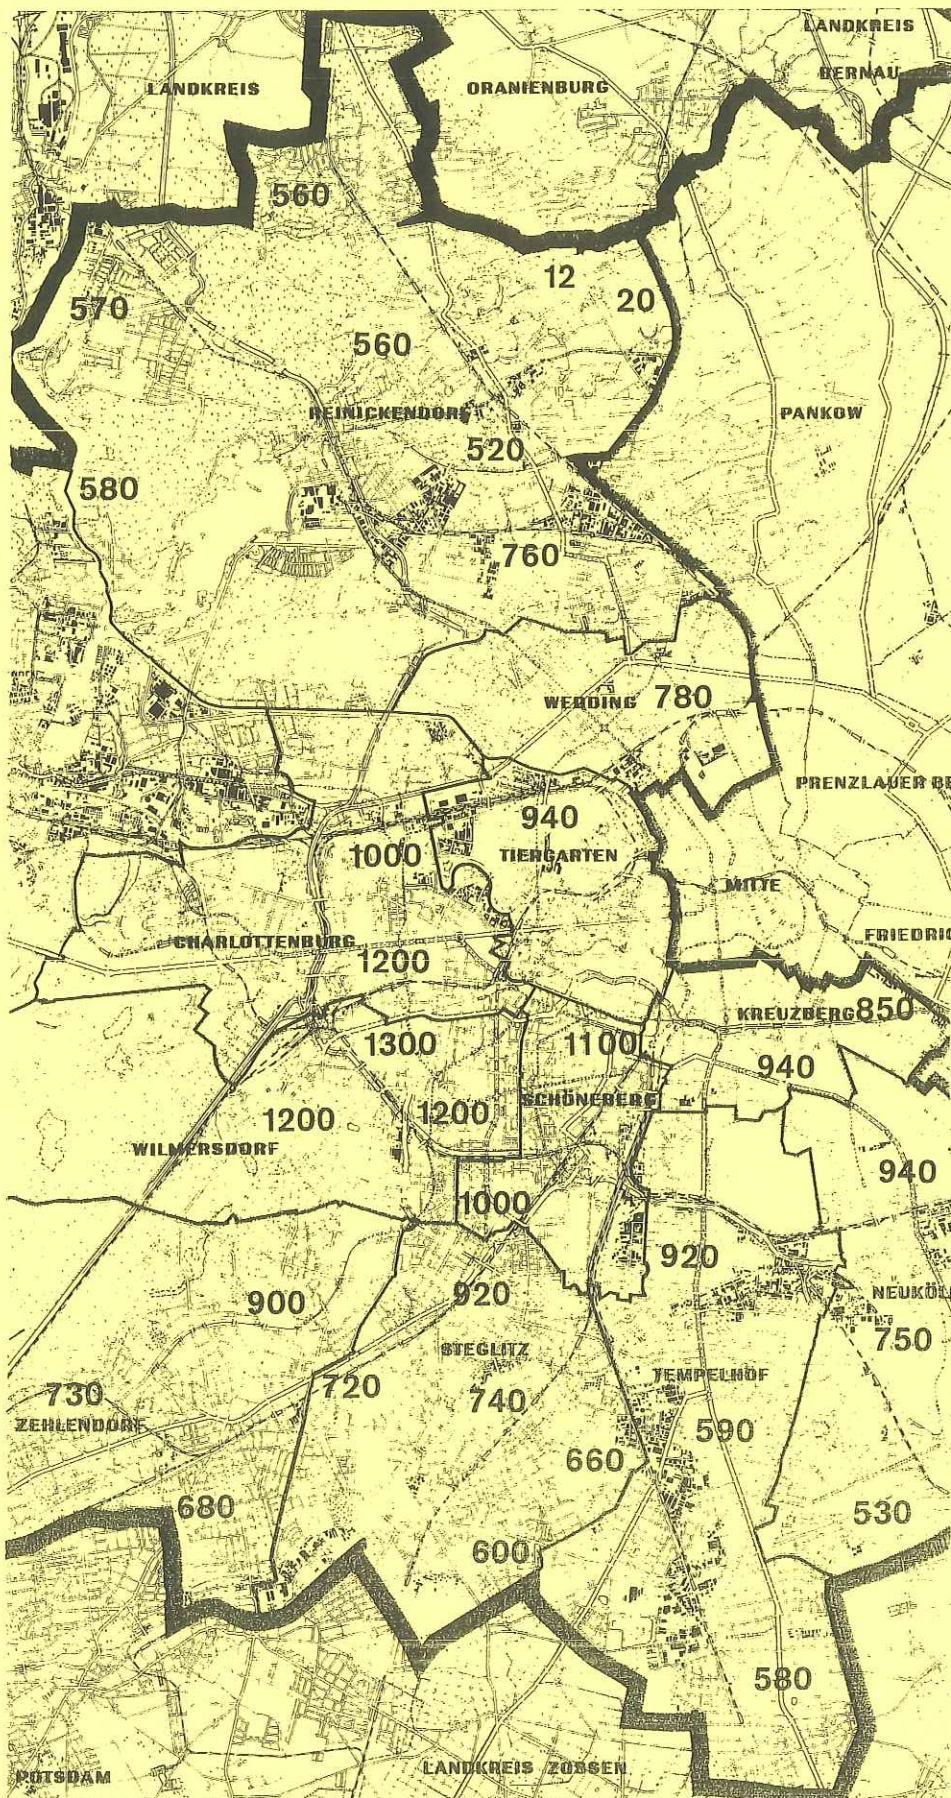 LANDKREIS
BERNAU
LANDKREIS
ORANIENBURG
560
12
20
570
560
REINICKENDORF
PANKOW
520
580
760
WEDDING 780
PRENZLAUER BE
940
1000
TIERGARTEN
MITTE
CHARLOTTENBURG
FRIEDRIC
1200
KREUZBERG 850
1300
1100
940
SCHÖNEBERG
1200
1200
WILMERSDORF
940
1000
920
900
920
NEUKÖL
750
STEGLITZ
730
720
740
TEMPELHOF
ZEHLENDORF
590
660
680
530
600
580
POTSDAM
LANDKREIS ZOSSEN